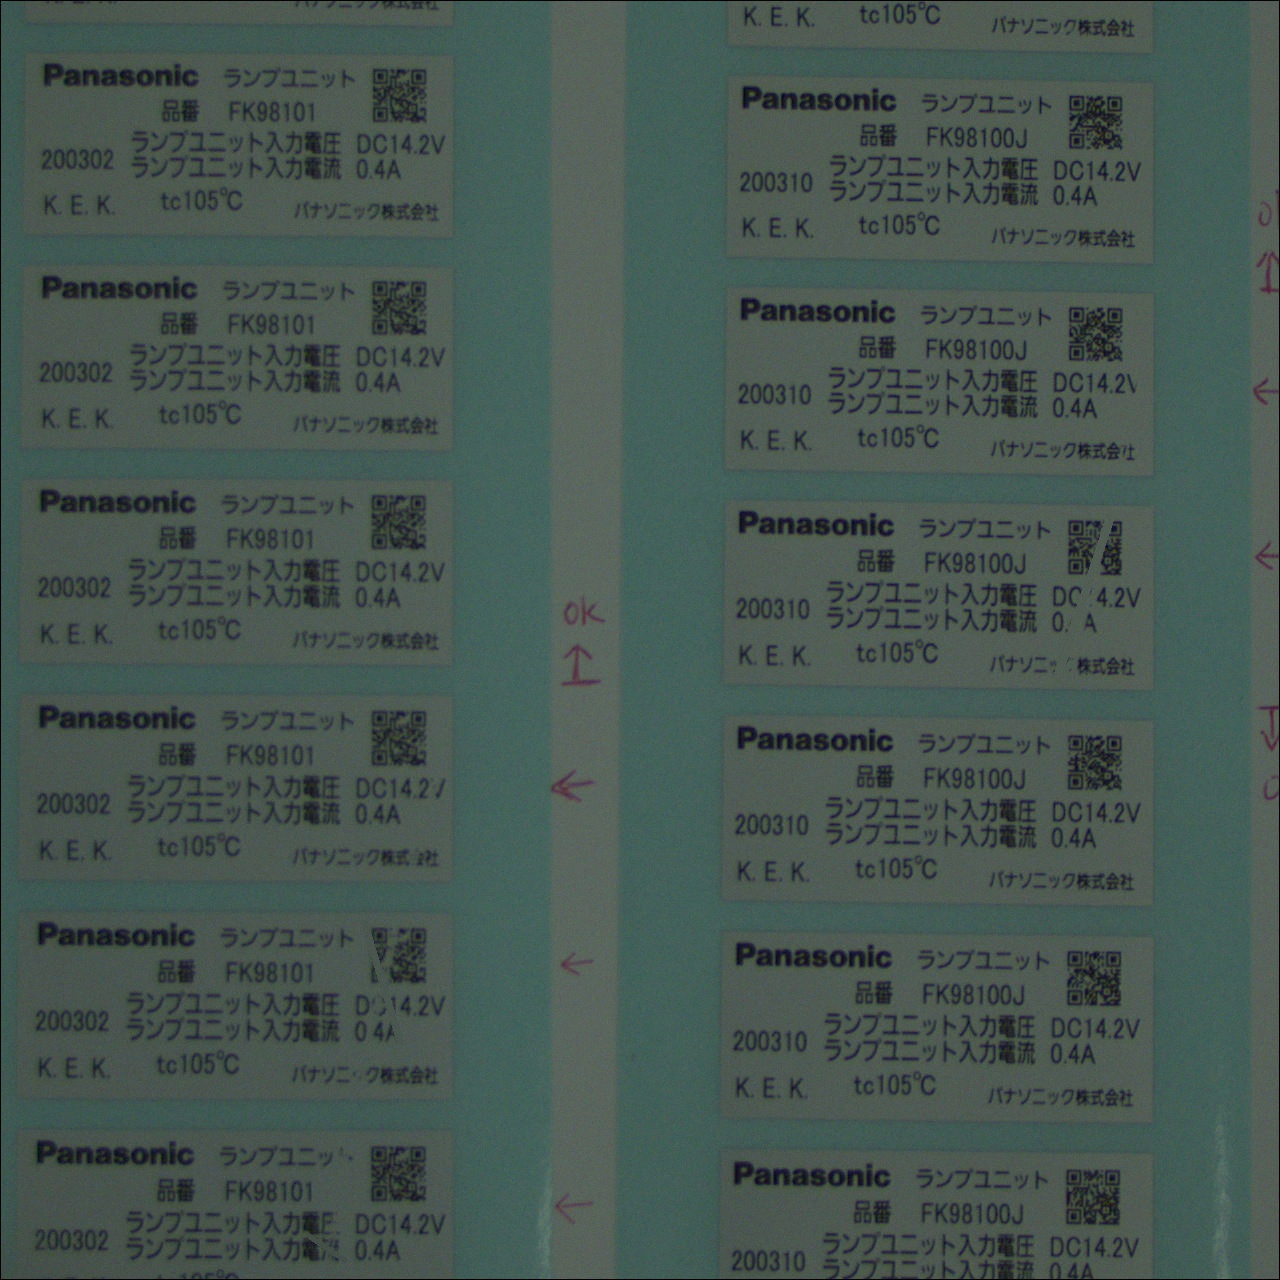 パナソニック株式会社
Panasonic ランプユニット
品番 FK98101
ランプユニット入力電圧 DC14.2V
200302 ランプユニット入力電流 0.4A
K. E. K. tc105℃ パナソニック株式会社
Panasonic ランプユニット
品番 FK98101
ランプユニット入力電圧 DC14.2V
200302 ランプユニット入力電流 0.4A
K. E. K. tc105℃ パナソニック株式会社
Panasonic ランプユニット
品番 FK98101
ランプユニット入力電圧 DC14.2V
200302 ランプユニット入力電流 0.4A
K. E. K. tc105℃ パナソニック株式会社
Panasonic ランプユニット
品番 FK98101
ランプユニット入力電圧 DC14.2V
200302 ランプユニット入力電流 0.4A
K. E. K. tc105℃ パナソニック株式会社
Panasonic ランプユニット
品番 FK98101
ランプユニット入力電圧 DC14.2V
200302 ランプユニット入力電流 0.4A
K. E. K. tc105℃ パナソニック株式会社
Panasonic ランプユニット
品番 FK98101
ランプユニット入力電圧 DC14.2V
200302 ランプユニット入力電流 0.4A
OK
K. E. K. tc105℃ パナソニック株式会社
Panasonic ランプユニット
品番 FK98100J
ランプユニット入力電圧 DC14.2V
200310 ランプユニット入力電流 0.4A
K. E. K. tc105℃ パナソニック株式会社
Panasonic ランプユニット
品番 FK98100J
ランプユニット入力電圧 DC14.2V
200310 ランプユニット入力電流 0.4A
K. E. K. tc105℃ パナソニック株式会社
Panasonic ランプユニット
品番 FK98100J
ランプユニット入力電圧 DC 4.2V
200310 ランプユニット入力電流 0. A
K. E. K. tc105℃ パナソニック株式会社
Panasonic ランプユニット
品番 FK98100J
ランプユニット入力電圧 DC14.2V
200310 ランプユニット入力電流 0.4A
K. E. K. tc105℃ パナソニック株式会社
Panasonic ランプユニット
品番 FK98100J
ランプユニット入力電圧 DC14.2V
200310 ランプユニット入力電流 0.4A
K. E. K. tc105℃ パナソニック株式会社
Panasonic ランプユニット
品番 FK98100J
ランプユニット入力電圧 DC14.2V
200310 ランプユニット入力電流 0.4A